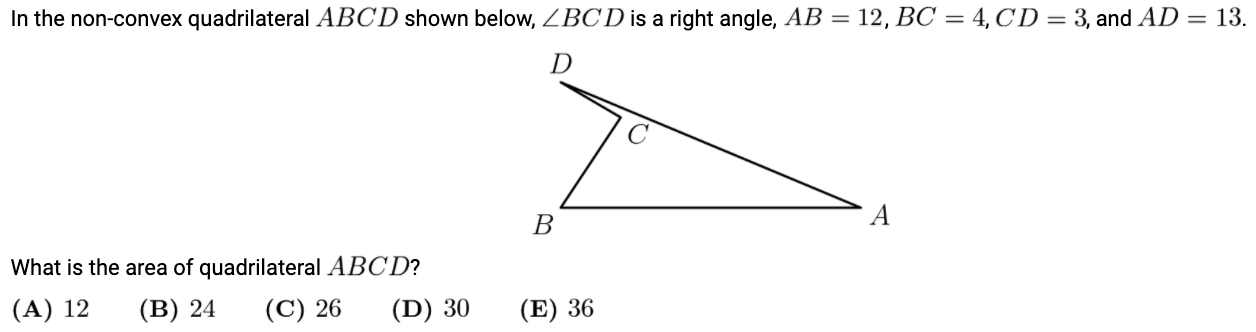 In the non-convex quadrilateral ABCD shown below, ∠BCD is a right angle, AB = 12, BC = 4, CD = 3, and AD = 13.
D
C
B
A
What is the area of quadrilateral ABCD?
(A) 12 (B) 24 (C) 26 (D) 30 (E) 36